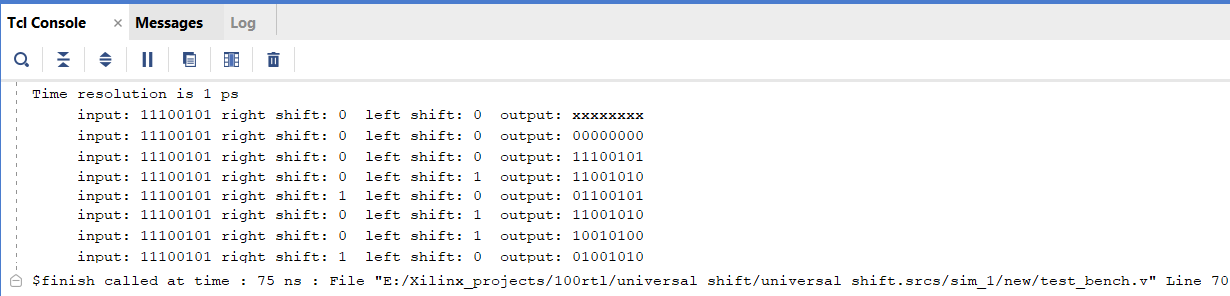 Tcl Console × Messages Log
Time resolution is 1 ps
input: 11100101 right shift: 0 left shift: 0 output: xxxxxxxx
input: 11100101 right shift: 0 left shift: 0 output: 00000000
input: 11100101 right shift: 0 left shift: 0 output: 11100101
input: 11100101 right shift: 0 left shift: 1 output: 11001010
input: 11100101 right shift: 1 left shift: 0 output: 01100101
input: 11100101 right shift: 0 left shift: 1 output: 11001010
input: 11100101 right shift: 0 left shift: 1 output: 10010100
input: 11100101 right shift: 1 left shift: 0 output: 01001010
$finish called at time : 75 ns : File "E:/Xilinx_projects/100rtl/universal shift/universal shift.srcs/sim_1/new/test_bench.v" Line 70